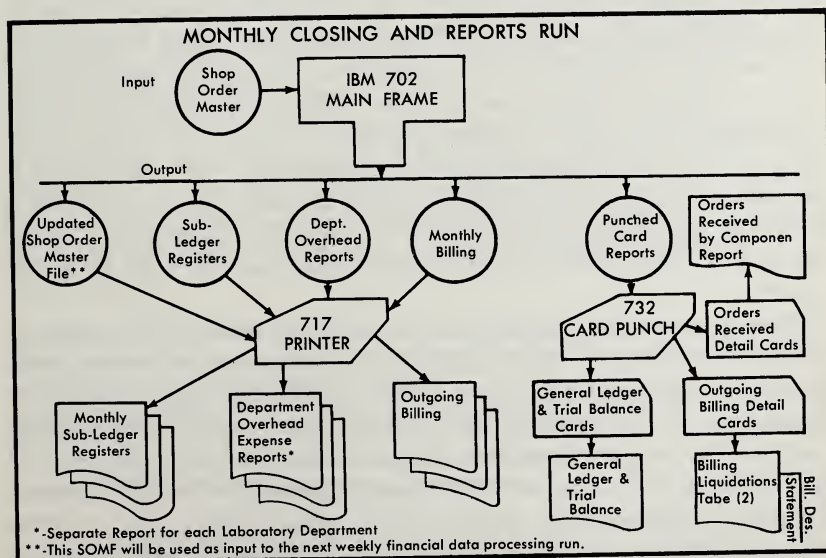 MONTHLY CLOSING AND REPORTS RUN
Input
Shop
Order
Master
IBM 702
MAIN FRAME
Output
Updated
Shop Order
Master
File**
Sub-
Ledger
Registers
Dept.
Overhead
Reports
Monthly
Billing
Punched
Card
Reports
Orders
Received
by Componen
Report
717
PRINTER
732
CARD PUNCH
Orders
Received
Detail Cards
Monthly
Sub-Ledger
Registers
Department
Overhead
Expense
Reports*
Outgoing
Billing
General Ledger
& Trial Balance
Cards
Outgoing
Billing Detail
Cards
General
Ledger &
Trial
Balance
Billing
Liquidations
Tabe (2)
Bill. Des.
Statement
*-Separate Report for each Laboratory Department
**-This SOMF will be used as input to the next weekly financial data processing run.